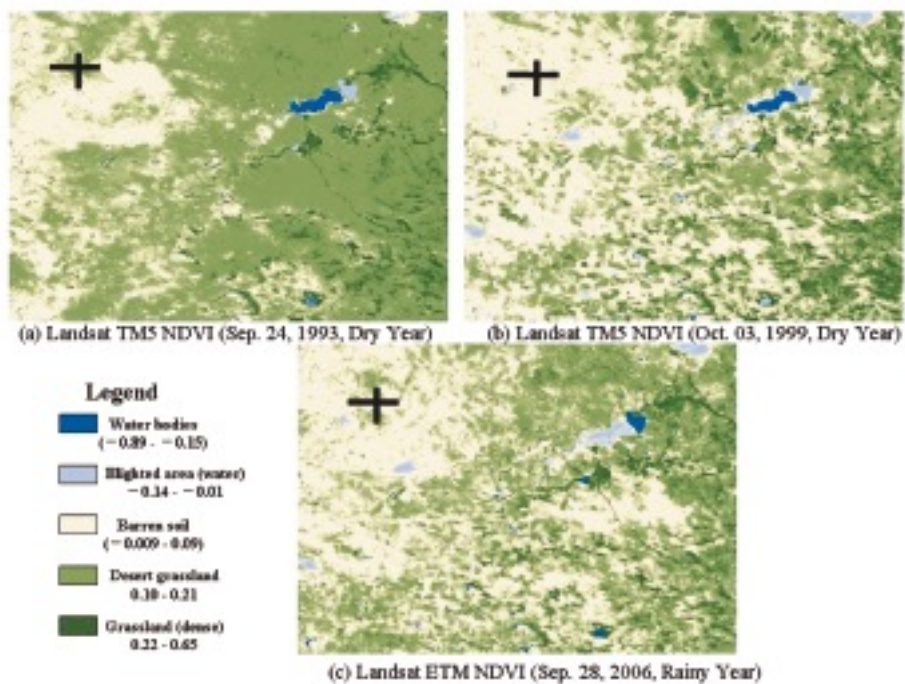 (a) Landsat TM5 NDVI (Sep. 24, 1993, Dry Year)
(b) Landsat TM5 NDVI (Oct. 03, 1999, Dry Year)
Legend
Water bodies
(−0.89 - −0.15)
Blighted area (water)
−0.14 - −0.01
Barren soil
(−0.009 - 0.09)
Desert grassland
0.10 - 0.21
Grassland (dense)
0.22 - 0.65
(c) Landsat ETM NDVI (Sep. 28, 2006, Rainy Year)